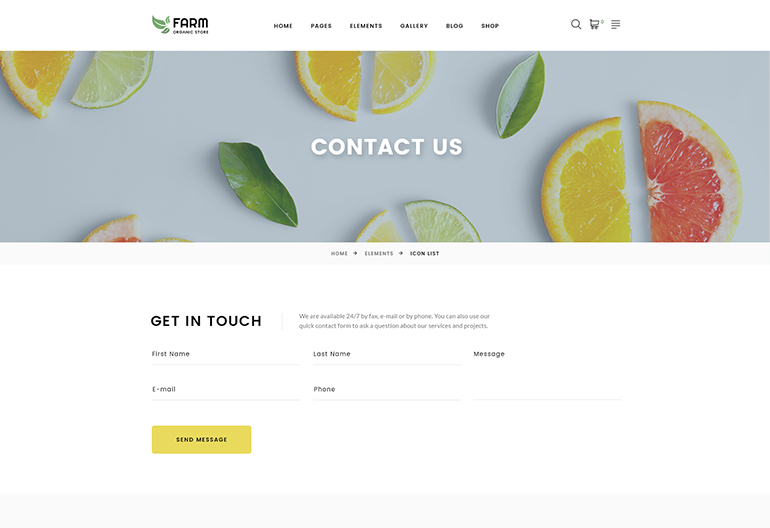 FARM
ORGANIC STORE
HOME PAGES ELEMENTS GALLERY BLOG SHOP
0
CONTACT US
HOME ELEMENTS ICON LIST
GET IN TOUCH
We are available 24/7 by fax, e-mail or by phone. You can also use our
quick contact form to ask a question about our services and projects.
First Name Last Name Message
E-mail Phone
SEND MESSAGE